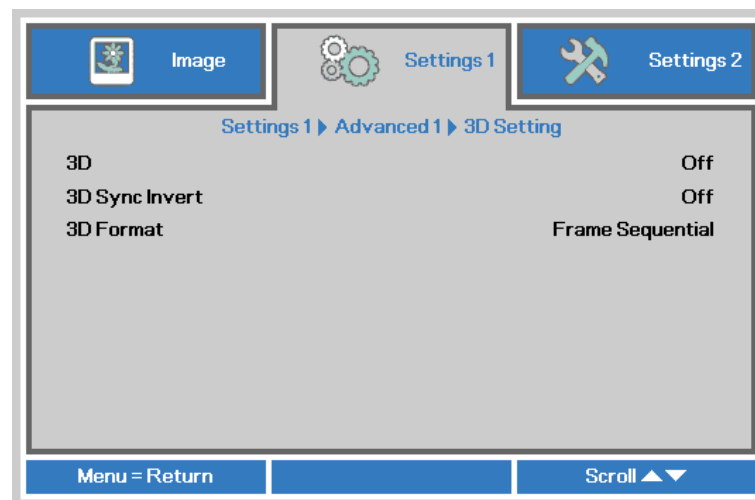 Image Settings 1 Settings 2
Settings 1 ▶ Advanced 1 ▶ 3D Setting
3D Off
3D Sync Invert Off
3D Format Frame Sequential
Menu = Return Scroll ▲▼